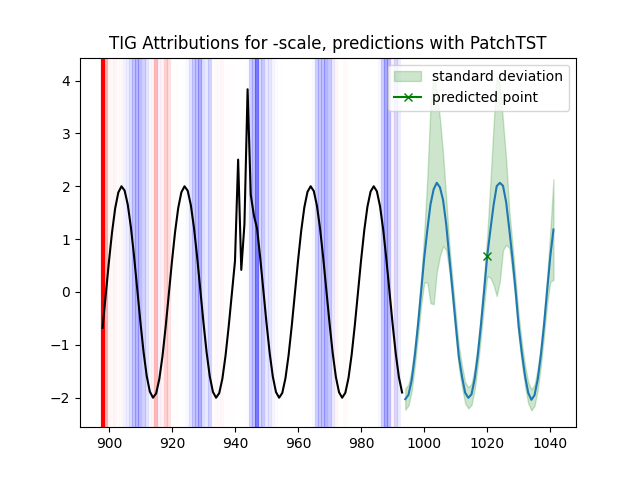 TIG Attributions for -scale, predictions with PatchTST
standard deviation
predicted point
4
3
2
1
0
−1
−2
900 920 940 960 980 1000 1020 1040